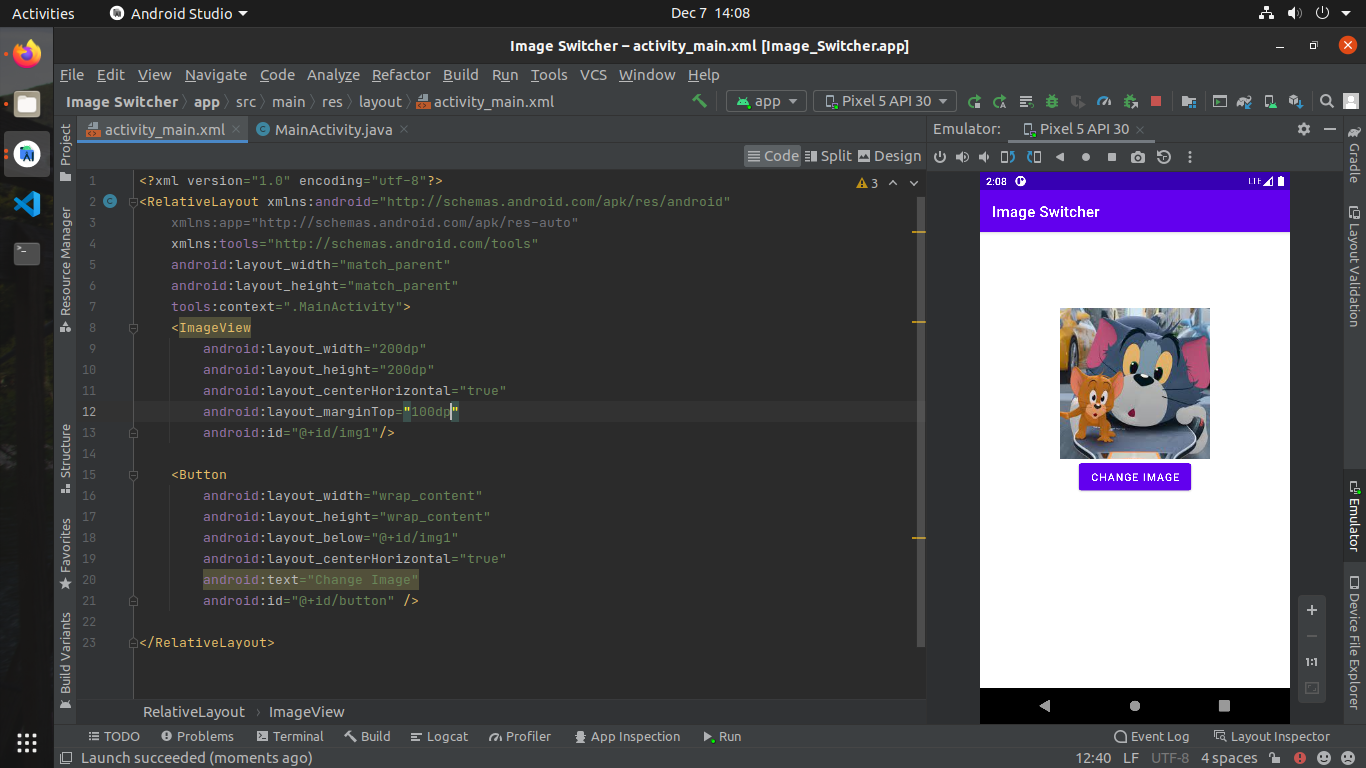 Activities Android Studio Dec 7 14:08
Image Switcher – activity_main.xml [Image_Switcher.app]
File Edit View Navigate Code Analyze Refactor Build Run Tools VCS Window Help
Image Switcher app src main res layout activity_main.xml app Pixel 5 API 30
activity_main.xml MainActivity.java Emulator: Pixel 5 API 30
Code Split Design
1 <?xml version="1.0" encoding="utf-8"?> 3
2 <RelativeLayout xmlns:android="http://schemas.android.com/apk/res/android"
3 xmlns:app="http://schemas.android.com/apk/res-auto"
4 xmlns:tools="http://schemas.android.com/tools"
5 android:layout_width="match_parent"
6 android:layout_height="match_parent"
7 tools:context=".MainActivity">
8 <ImageView
9 android:layout_width="200dp"
10 android:layout_height="200dp"
11 android:layout_centerHorizontal="true"
12 android:layout_marginTop="100dp"
13 android:id="@+id/img1"/>
14
15 <Button
16 android:layout_width="wrap_content"
17 android:layout_height="wrap_content"
18 android:layout_below="@+id/img1"
19 android:layout_centerHorizontal="true"
20 android:text="Change Image"
21 android:id="@+id/button" />
22
23 </RelativeLayout>
RelativeLayout › ImageView
2:08 LTE
Image Switcher
CHANGE IMAGE
1:1
Project
Resource Manager
Structure
Favorites
Build Variants
Gradle
Layout Validation
Emulator
Device File Explorer
TODO Problems Terminal Build Logcat Profiler App Inspection Run Event Log Layout Inspector
Launch succeeded (moments ago) 12:40 LF UTF-8 4 spaces